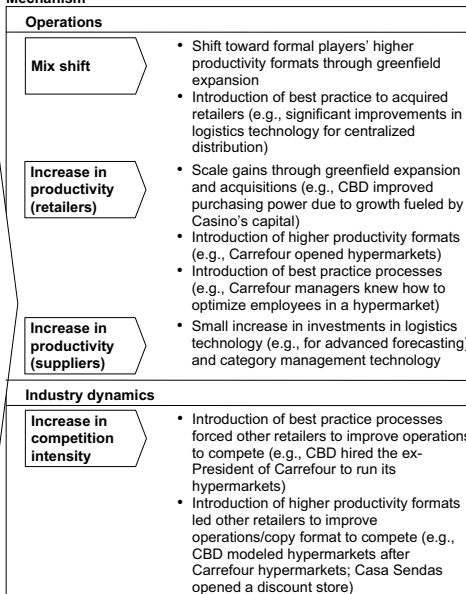 Mechanism
Operations
Mix shift
• Shift toward formal players’ higher
productivity formats through greenfield
expansion
• Introduction of best practice to acquired
retailers (e.g., significant improvements in
logistics technology for centralized
distribution)
Increase in
productivity
(retailers)
• Scale gains through greenfield expansion
and acquisitions (e.g., CBD improved
purchasing power due to growth fueled by
Casino’s capital)
• Introduction of higher productivity formats
(e.g., Carrefour opened hypermarkets)
• Introduction of best practice processes
(e.g., Carrefour managers knew how to
optimize employees in a hypermarket)
Increase in
productivity
(suppliers)
• Small increase in investments in logistics
technology (e.g., for advanced forecasting)
and category management technology
Industry dynamics
Increase in
competition
intensity
• Introduction of best practice processes
forced other retailers to improve operations
to compete (e.g., CBD hired the ex-
President of Carrefour to run its
hypermarkets)
• Introduction of higher productivity formats
led other retailers to improve
operations/copy format to compete (e.g.,
CBD modeled hypermarkets after
Carrefour hypermarkets; Casa Sendas
opened a discount store)